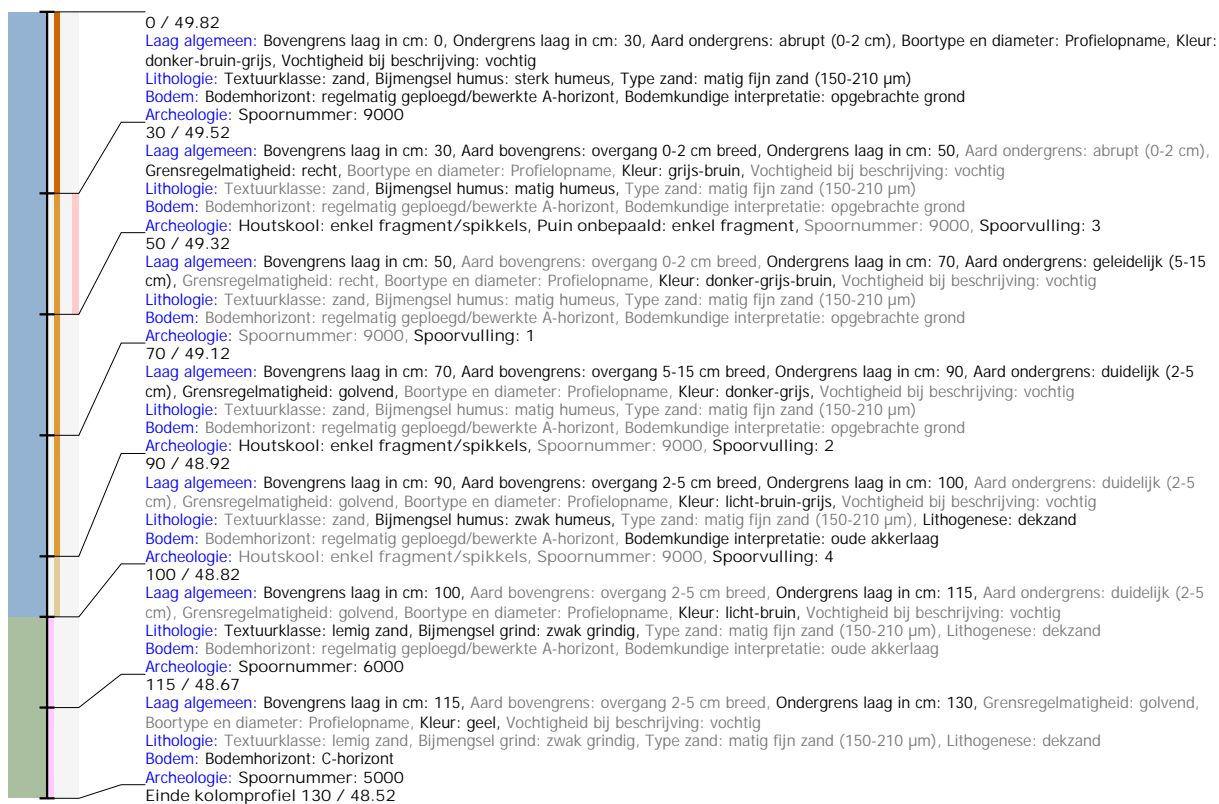 0 / 49.82
Laag algemeen: Bovengrens laag in cm: 0, Ondergrens laag in cm: 30, Aard ondergrens: abrupt (0-2 cm), Boortype en diameter: Profielopname, Kleur:
donker-bruin-grijs, Vochtigheid bij beschrijving: vochtig
Lithologie: Textuurklasse: zand, Bijmengsel humus: sterk humeus, Type zand: matig fijn zand (150-210 µm)
Bodem: Bodemhorizont: regelmatig geploegd/bewerkte A-horizont, Bodemkundige interpretatie: opgebrachte grond
Archeologie: Spoornummer: 9000
30 / 49.52
Laag algemeen: Bovengrens laag in cm: 30, Aard bovengrens: overgang 0-2 cm breed, Ondergrens laag in cm: 50, Aard ondergrens: abrupt (0-2 cm),
Grensregelmatigheid: recht, Boortype en diameter: Profielopname, Kleur: grijs-bruin, Vochtigheid bij beschrijving: vochtig
Lithologie: Textuurklasse: zand, Bijmengsel humus: matig humeus, Type zand: matig fijn zand (150-210 µm)
Bodem: Bodemhorizont: regelmatig geploegd/bewerkte A-horizont, Bodemkundige interpretatie: opgebrachte grond
Archeologie: Houtskool: enkel fragment/spikkels, Puin onbepaald: enkel fragment, Spoornummer: 9000, Spoorvulling: 3
50 / 49.32
Laag algemeen: Bovengrens laag in cm: 50, Aard bovengrens: overgang 0-2 cm breed, Ondergrens laag in cm: 70, Aard ondergrens: geleidelijk (5-15
cm), Grensregelmatigheid: recht, Boortype en diameter: Profielopname, Kleur: donker-grijs-bruin, Vochtigheid bij beschrijving: vochtig
Lithologie: Textuurklasse: zand, Bijmengsel humus: matig humeus, Type zand: matig fijn zand (150-210 µm)
Bodem: Bodemhorizont: regelmatig geploegd/bewerkte A-horizont, Bodemkundige interpretatie: opgebrachte grond
Archeologie: Spoornummer: 9000, Spoorvulling: 1
70 / 49.12
Laag algemeen: Bovengrens laag in cm: 70, Aard bovengrens: overgang 5-15 cm breed, Ondergrens laag in cm: 90, Aard ondergrens: duidelijk (2-5
cm), Grensregelmatigheid: golvend, Boortype en diameter: Profielopname, Kleur: donker-grijs, Vochtigheid bij beschrijving: vochtig
Lithologie: Textuurklasse: zand, Bijmengsel humus: matig humeus, Type zand: matig fijn zand (150-210 µm)
Bodem: Bodemhorizont: regelmatig geploegd/bewerkte A-horizont, Bodemkundige interpretatie: opgebrachte grond
Archeologie: Houtskool: enkel fragment/spikkels, Spoornummer: 9000, Spoorvulling: 2
90 / 48.92
Laag algemeen: Bovengrens laag in cm: 90, Aard bovengrens: overgang 2-5 cm breed, Ondergrens laag in cm: 100, Aard ondergrens: duidelijk (2-5
cm), Grensregelmatigheid: golvend, Boortype en diameter: Profielopname, Kleur: licht-bruin-grijs, Vochtigheid bij beschrijving: vochtig
Lithologie: Textuurklasse: zand, Bijmengsel humus: zwak humeus, Type zand: matig fijn zand (150-210 µm), Lithogenese: dekzand
Bodem: Bodemhorizont: regelmatig geploegd/bewerkte A-horizont, Bodemkundige interpretatie: oude akkerlaag
Archeologie: Houtskool: enkel fragment/spikkels, Spoornummer: 9000, Spoorvulling: 4
100 / 48.82
Laag algemeen: Bovengrens laag in cm: 100, Aard bovengrens: overgang 2-5 cm breed, Ondergrens laag in cm: 115, Aard ondergrens: duidelijk (2-5
cm), Grensregelmatigheid: golvend, Boortype en diameter: Profielopname, Kleur: licht-bruin, Vochtigheid bij beschrijving: vochtig
Lithologie: Textuurklasse: lemig zand, Bijmengsel grind: zwak grindig, Type zand: matig fijn zand (150-210 µm), Lithogenese: dekzand
Bodem: Bodemhorizont: regelmatig geploegd/bewerkte A-horizont, Bodemkundige interpretatie: oude akkerlaag
Archeologie: Spoornummer: 6000
115 / 48.67
Laag algemeen: Bovengrens laag in cm: 115, Aard bovengrens: overgang 2-5 cm breed, Ondergrens laag in cm: 130, Grensregelmatigheid: golvend,
Boortype en diameter: Profielopname, Kleur: geel, Vochtigheid bij beschrijving: vochtig
Lithologie: Textuurklasse: lemig zand, Bijmengsel grind: zwak grindig, Type zand: matig fijn zand (150-210 µm), Lithogenese: dekzand
Bodem: Bodemhorizont: C-horizont
Archeologie: Spoornummer: 5000
Einde kolomprofiel 130 / 48.52